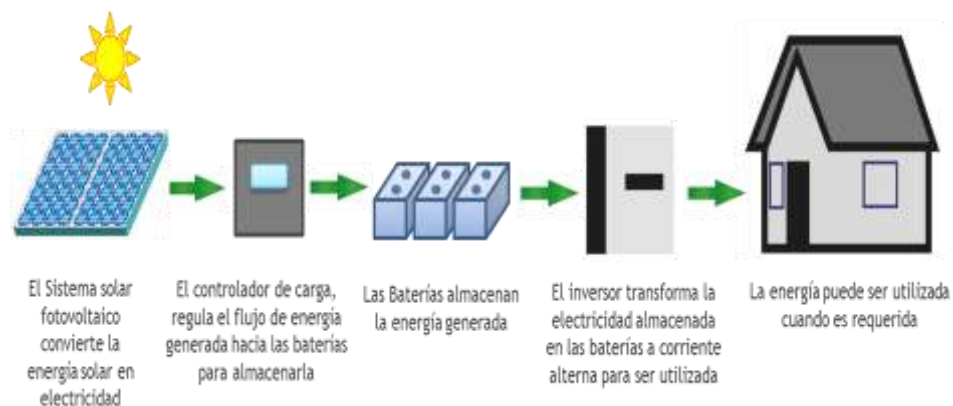 El Sistema solar
fotovoltaico
convierte la
energía solar en
electricidad
El controlador de carga,
regula el flujo de energía
generada hacia las baterías
para almacenarla
Las Baterías almacenan
la energía generada
El inversor transforma la
electricidad almacenada
en las baterías a corriente
alterna para ser utilizada
La energía puede ser utilizada
cuando es requerida